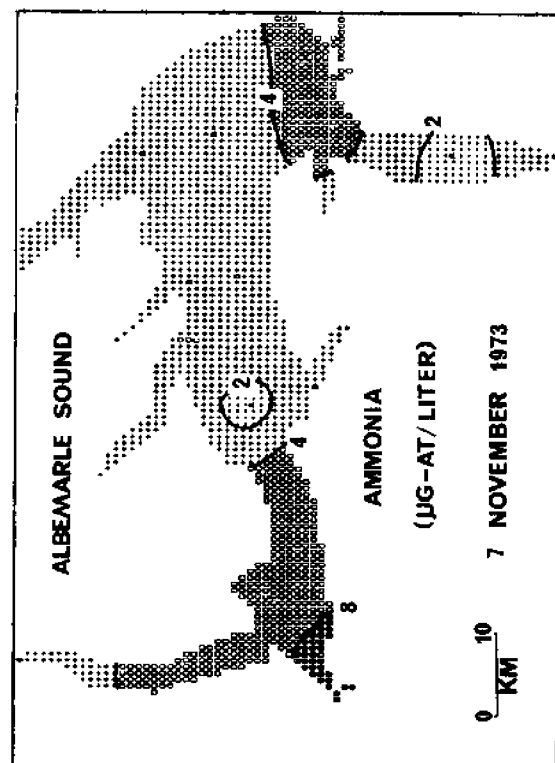 ALBEMARLE SOUND
4
2
2
4
8
AMMONIA
(µG-AT/LITER)
7 NOVEMBER 1973
0 10
KM